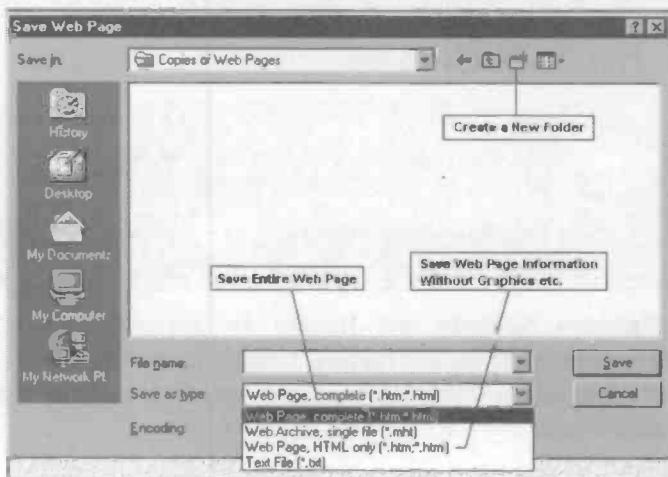 Save Web Page
Save in:
Copies of Web Pages
Create a New Folder
History
Desktop
My Documents
My Computer
My Network Pl..
Save Entire Web Page
Save Web Page Information
Without Graphics etc.
File name:
Save
Save as type:
Web Page, complete (*.htm;*.html)
Cancel
Encoding:
Web Page, complete (*.htm;*.html)
Web Archive, single file (*.mht)
Web Page, HTML only (*.htm;*.html)
Text File (*.txt)